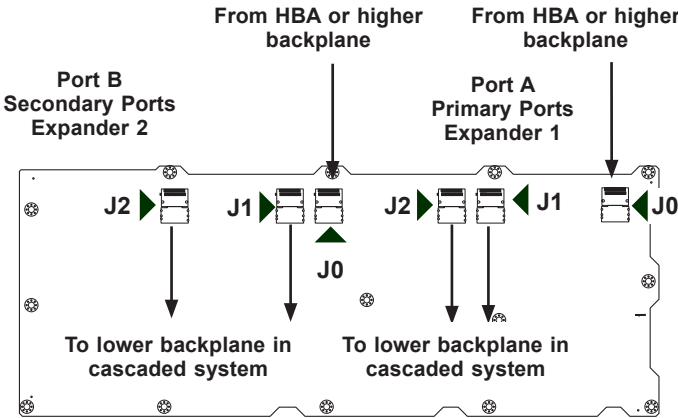 From HBA or higher
backplane
From HBA or higher
backplane
Port B
Secondary Ports
Expander 2
Port A
Primary Ports
Expander 1
J2
J1
J0
J2
J1
J0
To lower backplane in
cascaded system
To lower backplane in
cascaded system